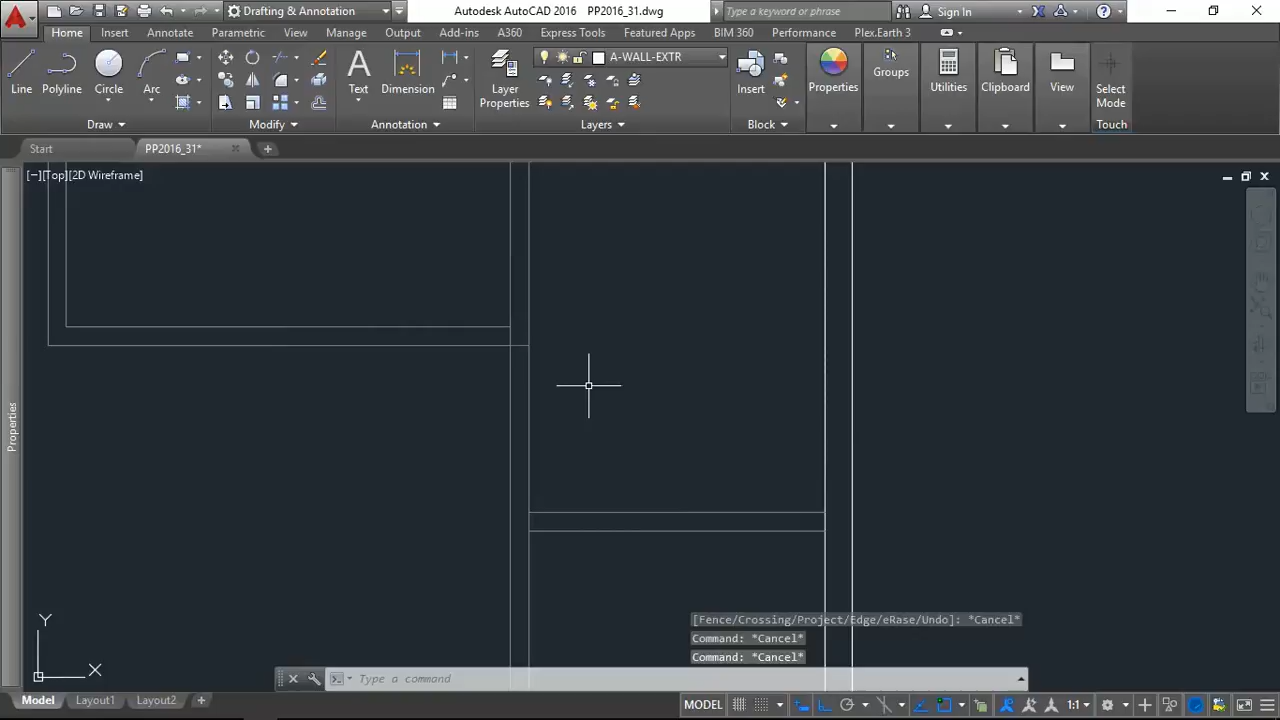 Drafting & Annotation
Autodesk AutoCAD 2016 PP2016_31.dwg
Type a keyword or phrase
Sign In
Home Insert Annotate Parametric View Manage Output Add-ins A360 Express Tools Featured Apps BIM 360 Performance Plex.Earth 3
A-WALL-EXTR
Line Polyline Circle Arc
Text Dimension
Layer Properties
Insert
Properties
Groups
Utilities
Clipboard
View
Select Mode
Draw Modify Annotation Layers Block Touch
Start PP2016_31*
[−][Top][2D Wireframe]
Properties
Y
X
[Fence/Crossing/Project/Edge/eRase/Undo]: *Cancel*
Command: *Cancel*
Command: *Cancel*
Type a command
Model Layout1 Layout2
MODEL 1:1